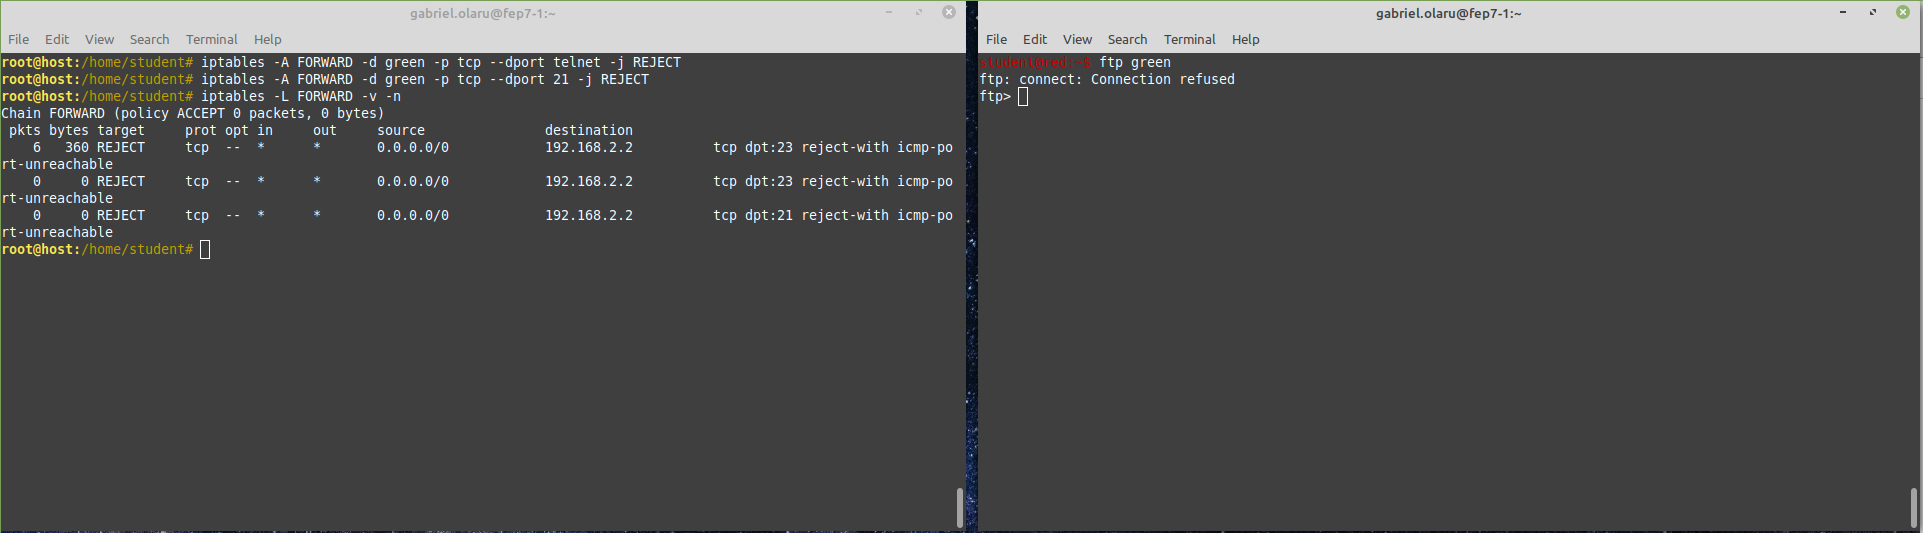 gabriel.olaru@fep7-1:~
File Edit View Search Terminal Help
root@host:/home/student# iptables -A FORWARD -d green -p tcp --dport telnet -j REJECT
root@host:/home/student# iptables -A FORWARD -d green -p tcp --dport 21 -j REJECT
root@host:/home/student# iptables -L FORWARD -v -n
Chain FORWARD (policy ACCEPT 0 packets, 0 bytes)
 pkts bytes target     prot opt in     out     source               destination
    6   360 REJECT     tcp  --  *      *       0.0.0.0/0            192.168.2.2          tcp dpt:23 reject-with icmp-po
rt-unreachable
    0     0 REJECT     tcp  --  *      *       0.0.0.0/0            192.168.2.2          tcp dpt:23 reject-with icmp-po
rt-unreachable
    0     0 REJECT     tcp  --  *      *       0.0.0.0/0            192.168.2.2          tcp dpt:21 reject-with icmp-po
rt-unreachable
root@host:/home/student#
gabriel.olaru@fep7-1:~
File Edit View Search Terminal Help
student@red:~$ ftp green
ftp: connect: Connection refused
ftp>